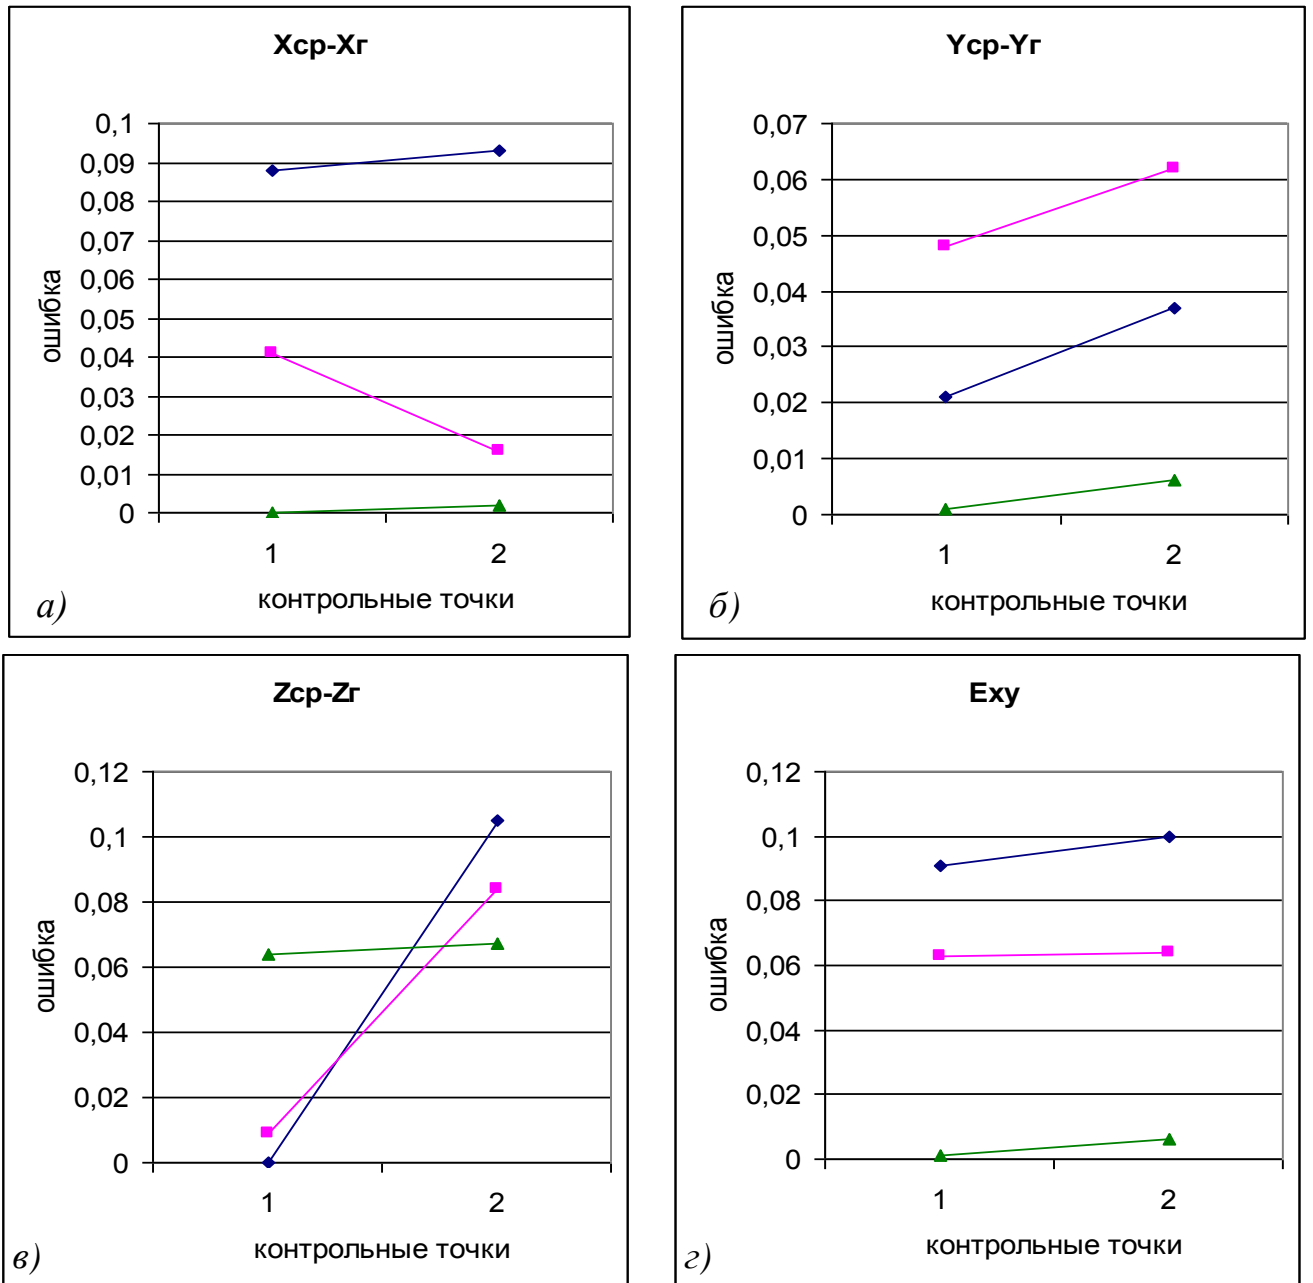 Xср-Xг
0,1
0,09
0,08
0,07
0,06
0,05
0,04
0,03
0,02
0,01
0
ошибка
1 2
контрольные точки
а)
Yср-Yг
0,07
0,06
0,05
0,04
0,03
0,02
0,01
0
ошибка
1 2
контрольные точки
б)
Zср-Zг
0,12
0,1
0,08
0,06
0,04
0,02
0
ошибка
1 2
контрольные точки
в)
Exy
0,12
0,1
0,08
0,06
0,04
0,02
0
ошибка
1 2
контрольные точки
г)